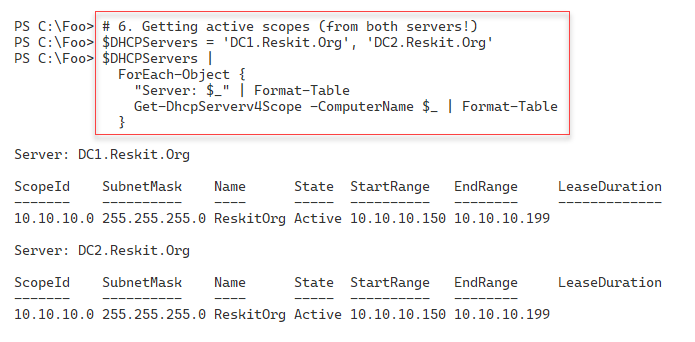 PS C:\Foo> # 6. Getting active scopes (from both servers!)
PS C:\Foo> $DHCPServers = 'DC1.Reskit.Org', 'DC2.Reskit.Org'
PS C:\Foo> $DHCPServers |
ForEach-Object {
"Server: $_" | Format-Table
Get-DhcpServerv4Scope -ComputerName $_ | Format-Table
}
Server: DC1.Reskit.Org
ScopeId SubnetMask Name State StartRange EndRange LeaseDuration
------- ---------- ---- ----- ---------- -------- -------------
10.10.10.0 255.255.255.0 ReskitOrg Active 10.10.10.150 10.10.10.199
Server: DC2.Reskit.Org
ScopeId SubnetMask Name State StartRange EndRange LeaseDuration
------- ---------- ---- ----- ---------- -------- -------------
10.10.10.0 255.255.255.0 ReskitOrg Active 10.10.10.150 10.10.10.199